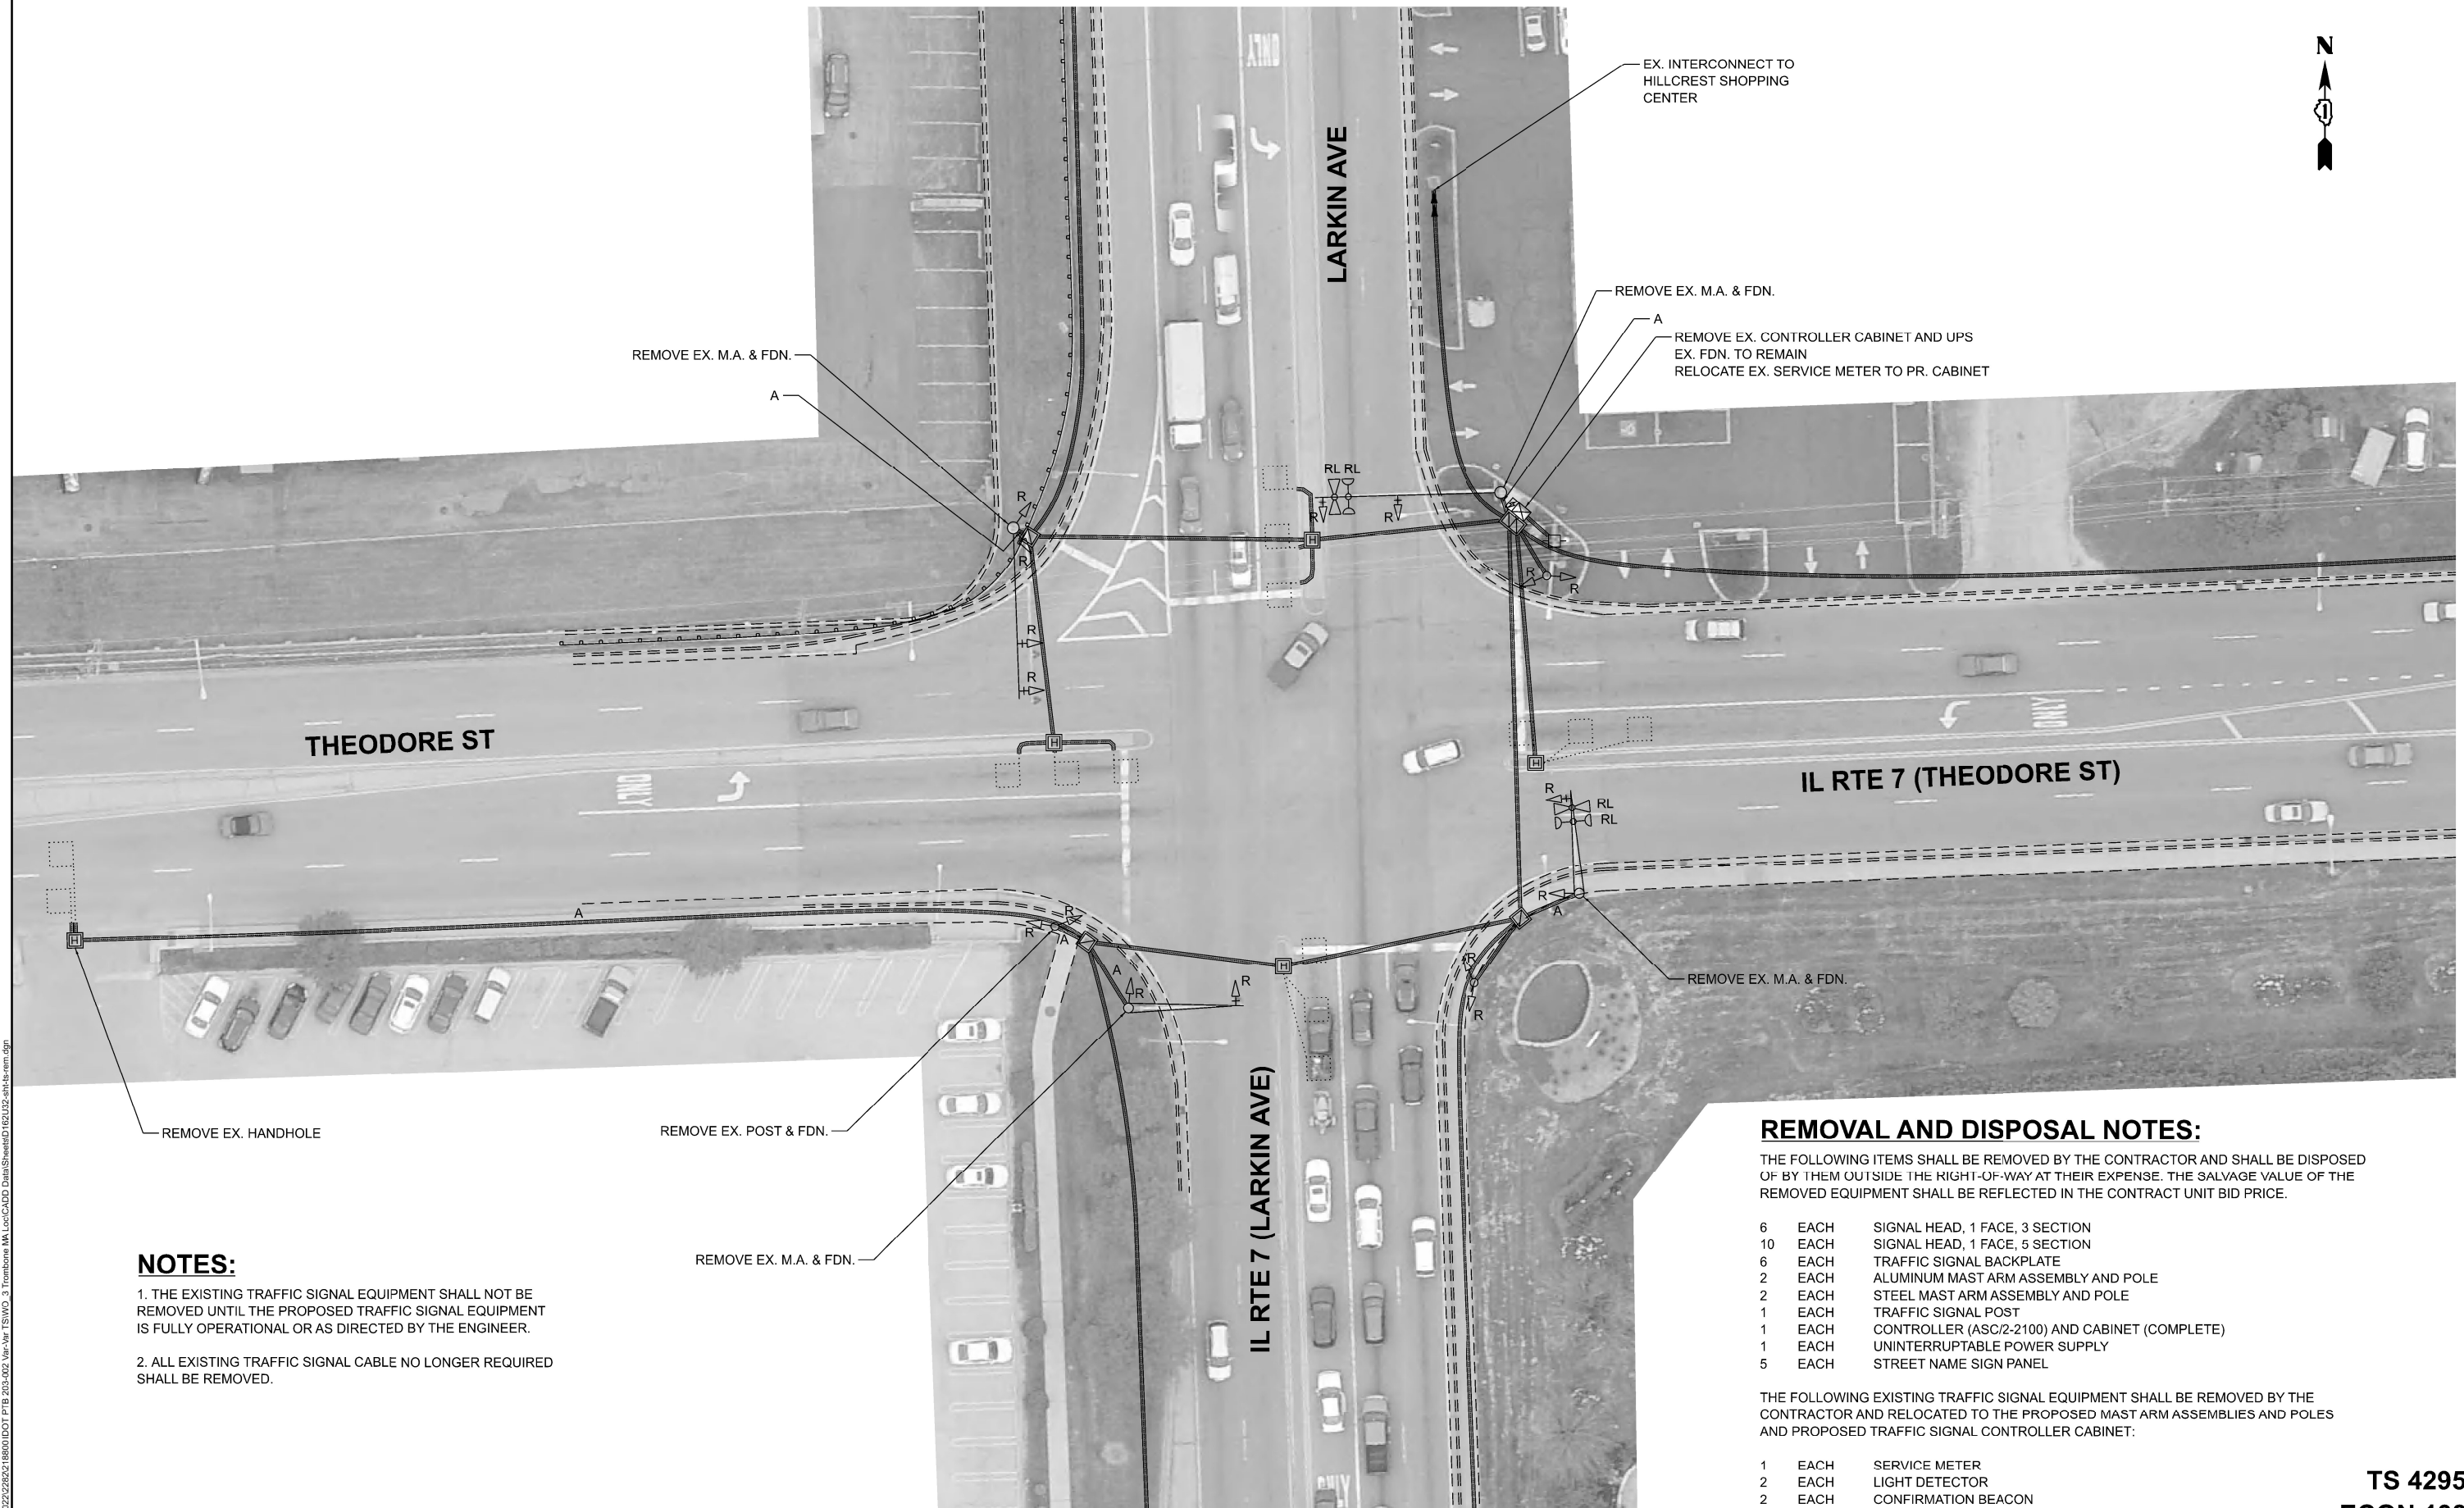 N
1
EX. INTERCONNECT TO
HILLCREST SHOPPING
CENTER
ONLY
LARKIN AVE
REMOVE EX. M.A. & FDN.
A
REMOVE EX. CONTROLLER CABINET AND UPS
EX. FDN. TO REMAIN
RELOCATE EX. SERVICE METER TO PR. CABINET
REMOVE EX. M.A. & FDN.
A
RL RL
R
R
R
R
H
R
R
R
R
THEODORE ST
H
ONLY
ONLY
H
IL RTE 7 (THEODORE ST)
R
RL
RL
A
R
R
A
R
A
H
H
A
R
R
R
R
REMOVE EX. M.A. & FDN.
REMOVE EX. HANDHOLE
REMOVE EX. POST & FDN.
REMOVE EX. M.A. & FDN.
IL RTE 7 (LARKIN AVE)
ONLY
NOTES:
1. THE EXISTING TRAFFIC SIGNAL EQUIPMENT SHALL NOT BE
REMOVED UNTIL THE PROPOSED TRAFFIC SIGNAL EQUIPMENT
IS FULLY OPERATIONAL OR AS DIRECTED BY THE ENGINEER.
2. ALL EXISTING TRAFFIC SIGNAL CABLE NO LONGER REQUIRED
SHALL BE REMOVED.
REMOVAL AND DISPOSAL NOTES:
THE FOLLOWING ITEMS SHALL BE REMOVED BY THE CONTRACTOR AND SHALL BE DISPOSED
OF BY THEM OUTSIDE THE RIGHT-OF-WAY AT THEIR EXPENSE. THE SALVAGE VALUE OF THE
REMOVED EQUIPMENT SHALL BE REFLECTED IN THE CONTRACT UNIT BID PRICE.
6 EACH SIGNAL HEAD, 1 FACE, 3 SECTION
10 EACH SIGNAL HEAD, 1 FACE, 5 SECTION
6 EACH TRAFFIC SIGNAL BACKPLATE
2 EACH ALUMINUM MAST ARM ASSEMBLY AND POLE
2 EACH STEEL MAST ARM ASSEMBLY AND POLE
1 EACH TRAFFIC SIGNAL POST
1 EACH CONTROLLER (ASC/2-2100) AND CABINET (COMPLETE)
1 EACH UNINTERRUPTABLE POWER SUPPLY
5 EACH STREET NAME SIGN PANEL
THE FOLLOWING EXISTING TRAFFIC SIGNAL EQUIPMENT SHALL BE REMOVED BY THE
CONTRACTOR AND RELOCATED TO THE PROPOSED MAST ARM ASSEMBLIES AND POLES
AND PROPOSED TRAFFIC SIGNAL CONTROLLER CABINET:
1 EACH SERVICE METER
2 EACH LIGHT DETECTOR
2 EACH CONFIRMATION BEACON
TS 4295